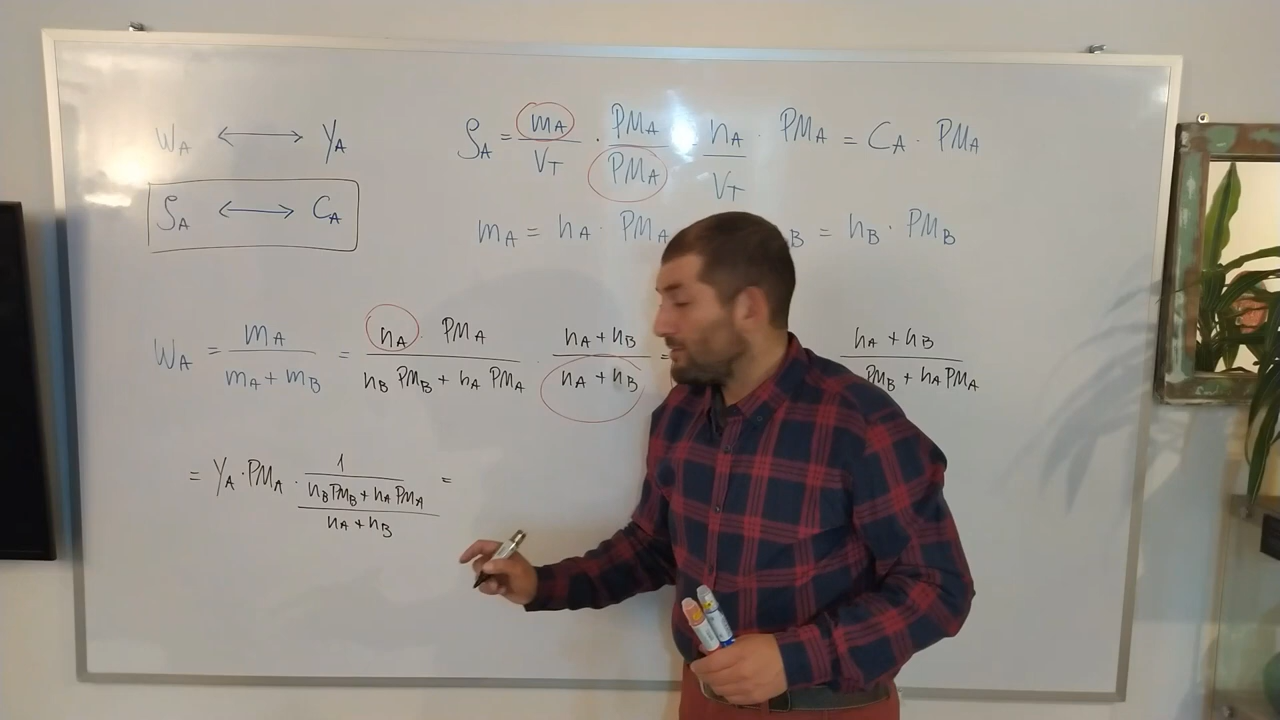 W_A ⟷ Y_A
ρ_A ⟷ C_A
ρ_A = m_A / V_T · PM_A / PM_A = n_A / V_T · PM_A = C_A · PM_A
m_A = n_A · PM_A B = n_B · PM_B
W_A = m_A / (m_A + m_B) = n_A · PM_A / (n_B PM_B + n_A PM_A) · (n_A + n_B) / (n_A + n_B) = (n_A + n_B) / (PM_B + n_A PM_A)
= Y_A · PM_A · 1 / ((n_B PM_B + n_A PM_A) / (n_A + n_B)) =